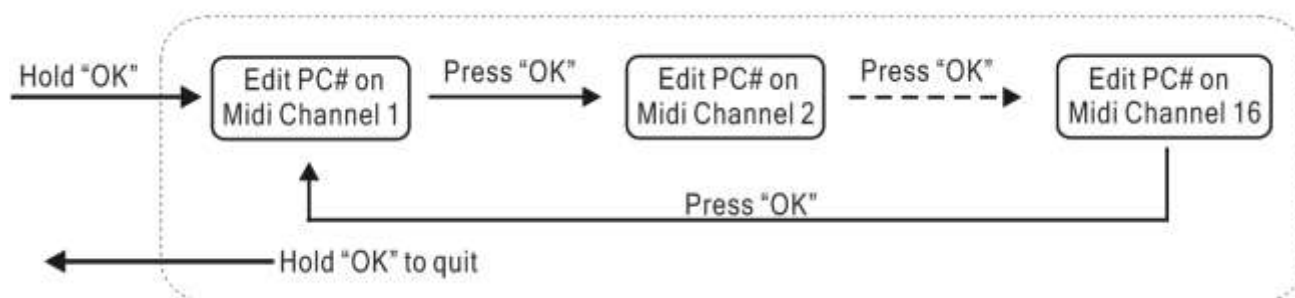 Hold “OK”
Edit PC# on
Midi Channel 1
Press “OK”
Edit PC# on
Midi Channel 2
Press “OK”
Edit PC# on
Midi Channel 16
Press “OK”
Hold “OK” to quit